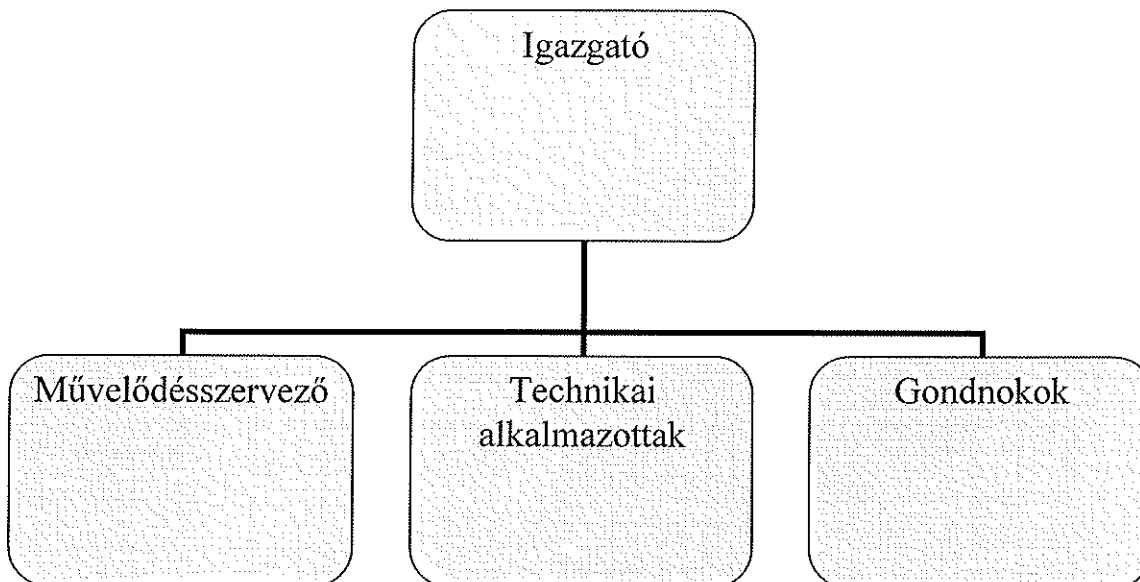 Igazgató
Művelődésszervező
Technikai
alkalmazottak
Gondnokok